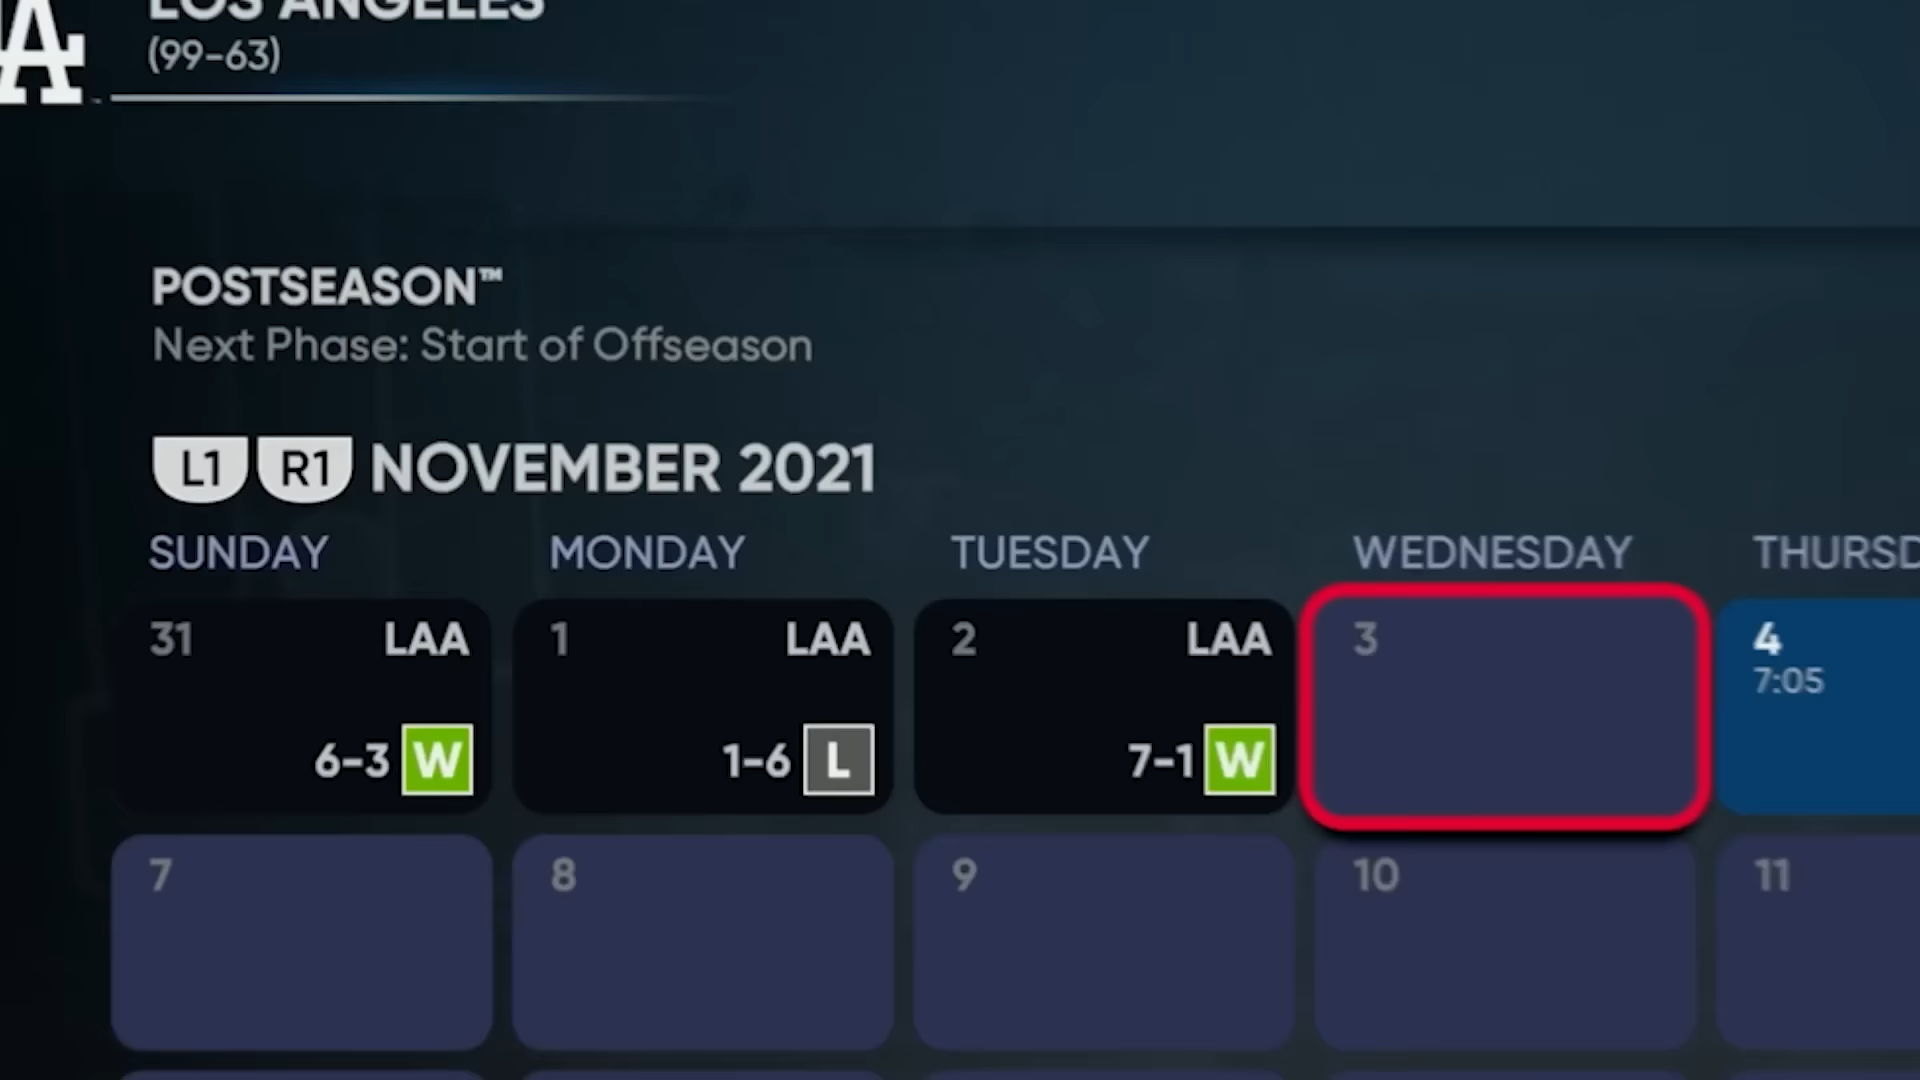 LA
LOS ANGELES
(99-63)
POSTSEASON™
Next Phase: Start of Offseason
L1 R1 NOVEMBER 2021
SUNDAY MONDAY TUESDAY WEDNESDAY THURSD
31 LAA 1 LAA 2 LAA 3 4
7:05
6-3 W 1-6 L 7-1 W
7 8 9 10 11